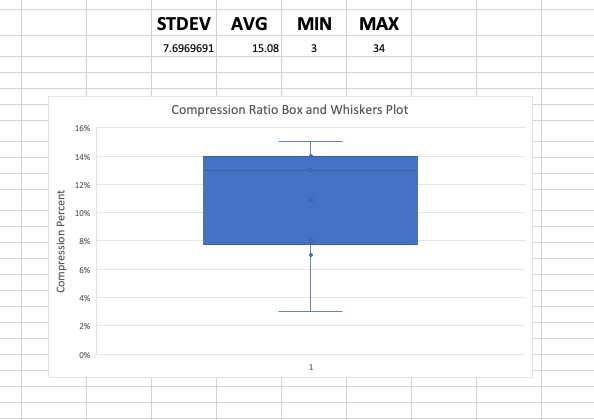 STDEV AVG MIN MAX
7.6969691 15.08 3 34
Compression Ratio Box and Whiskers Plot
16%
14%
12%
10%
8%
6%
4%
2%
0%
Compression Percent
1